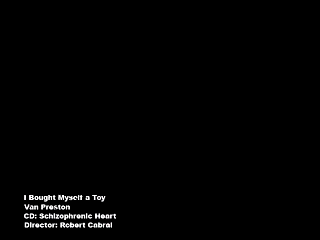 I Bought Myself a Toy
Van Preston
CD: Schizophrenic Heart
Director: Robert Cabral